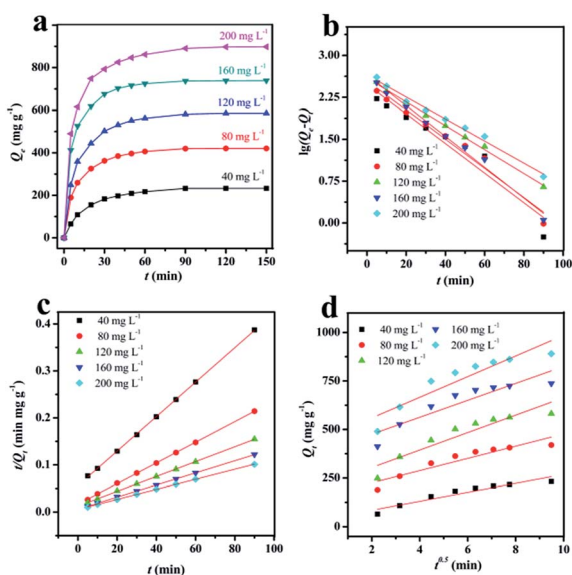 a
200 mg L-1
160 mg L-1
120 mg L-1
80 mg L-1
40 mg L-1
Qe (mg g-1)
800
600
400
200
0
0 30 60 90 120 150
t (min)
b
lg(Qe-Qt)
3.00
2.25
1.50
0.75
0.00
40 mg L-1
80 mg L-1
120 mg L-1
160 mg L-1
200 mg L-1
0 20 40 60 80 100
t (min)
c
t/Qt (min mg g-1)
0.4
0.3
0.2
0.1
0.0
40 mg L-1
80 mg L-1
120 mg L-1
160 mg L-1
200 mg L-1
0 20 40 60 80 100
t (min)
d
Qt (mg g-1)
1000
750
500
250
0
40 mg L-1 160 mg L-1
80 mg L-1 200 mg L-1
120 mg L-1
2 4 6 8 10
t0.5 (min)